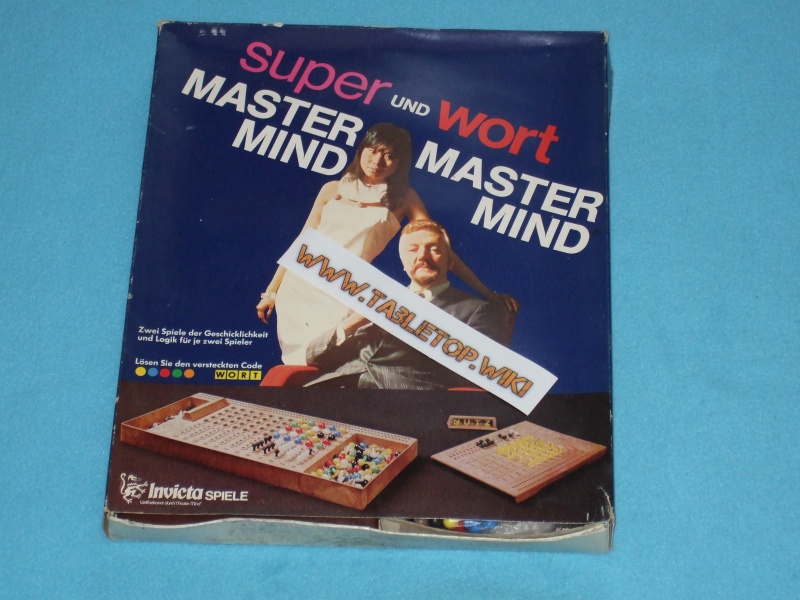 super UND wort
MASTER MIND
MASTER MIND
WWW.TABLETOP.WIKI
Zwei Spiele der Geschicklichkeit
und Logik für je zwei Spieler
Lösen Sie den versteckten Code
WORT
Invicta SPIELE